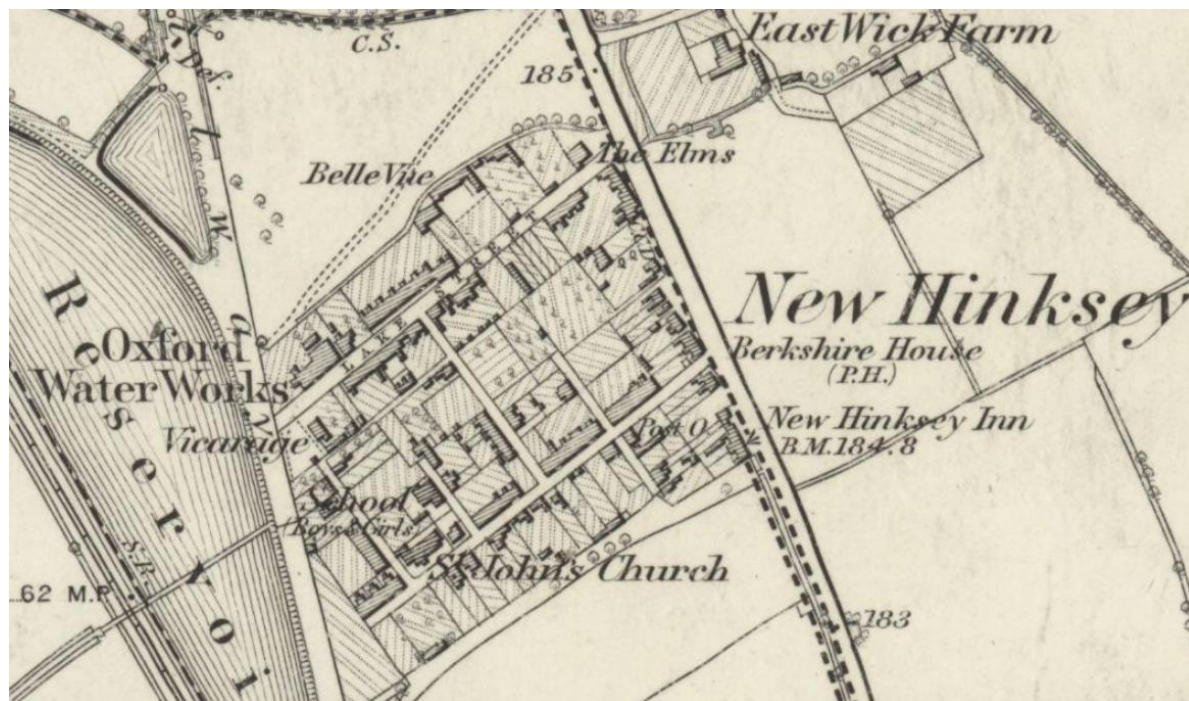 C.S.
East Wick Farm
185
The Elms
Belle Vue
New Hinksey
Berkshire House
(P.H.)
Reservoi
Oxford
Water Works
New Hinksey Inn
B.M.184.8
Post O.
Vicarage
LAKE
School
(Boys & Girls)
St. John's Church
S.B.
62 M.P.
183